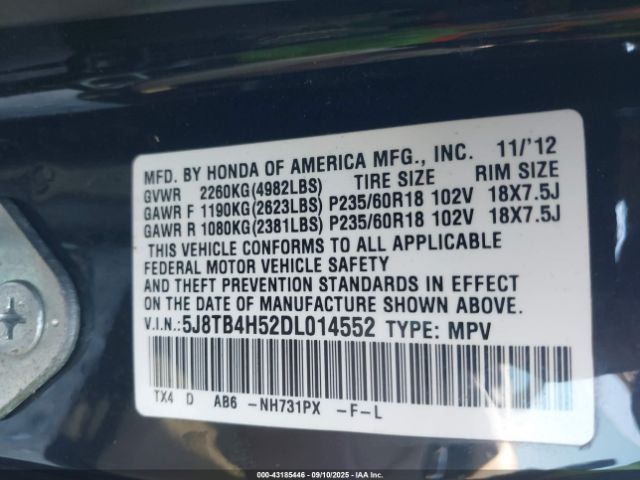 MFD. BY HONDA OF AMERICA MFG., INC. 11/'12
GVWR 2260KG(4982LBS) TIRE SIZE RIM SIZE
GAWR F 1190KG(2623LBS) P235/60R18 102V 18X7.5J
GAWR R 1080KG(2381LBS) P235/60R18 102V 18X7.5J
THIS VEHICLE CONFORMS TO ALL APPLICABLE
FEDERAL MOTOR VEHICLE SAFETY
AND THEFT PREVENTION STANDARDS IN EFFECT
ON THE DATE OF MANUFACTURE SHOWN ABOVE.
V.I.N.: 5J8TB4H52DL014552 TYPE: MPV
TX4 D AB6 -NH731PX -F-L
© IAAI - 43185446 - 09/10/2025 - IAA, Inc.